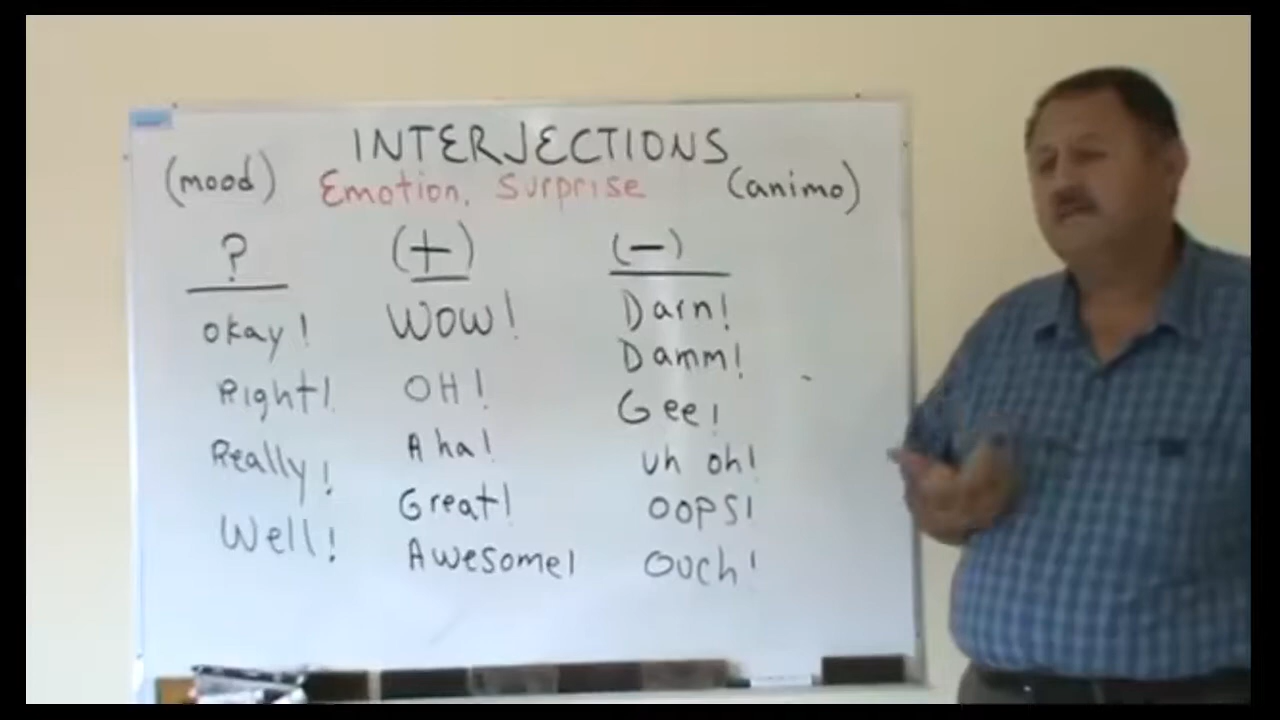 INTERJECTIONS
(mood) Emotion, Surprise (animo)
? (+) (-)
Okay! WOW! Darn!
Right! OH! Damm!
Really! Aha! Gee!
Well! Great! uh oh!
Awesome! OOPS!
Ouch!